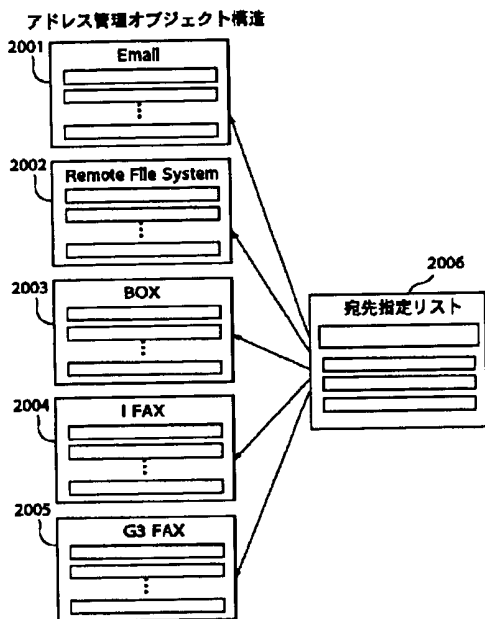 アドレス管理オブジェクト構造
2001
Email
2002
Remote File System
2003
BOX
2004
I FAX
2005
G3 FAX
2006
宛先指定リスト